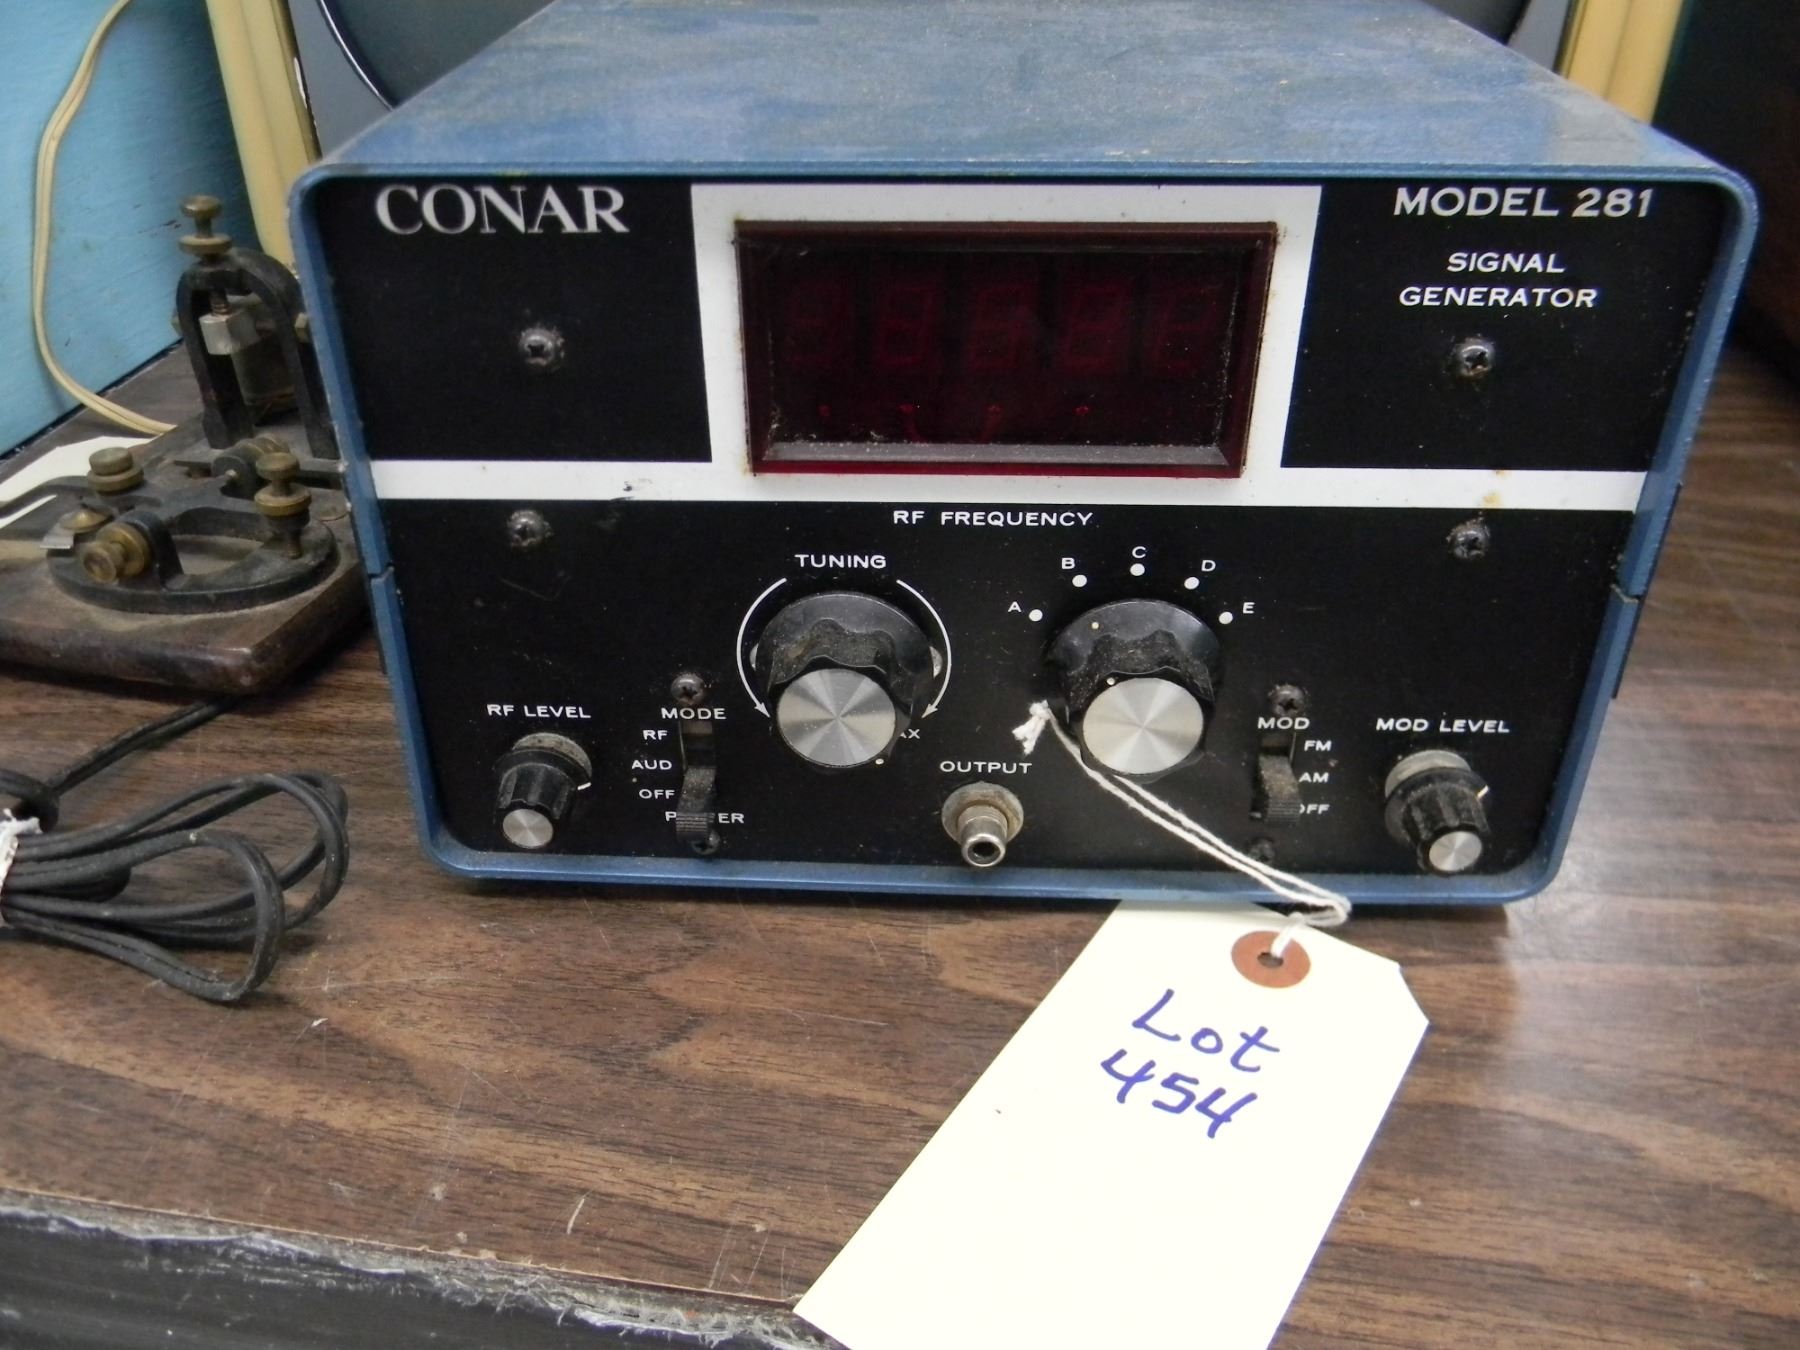 CONAR
MODEL 281
SIGNAL
GENERATOR
RF FREQUENCY
TUNING
A
B
C
D
E
RF LEVEL
MODE
RF
AUD
OFF
OUTPUT
MOD
FM
AM
MOD LEVEL
Lot
454